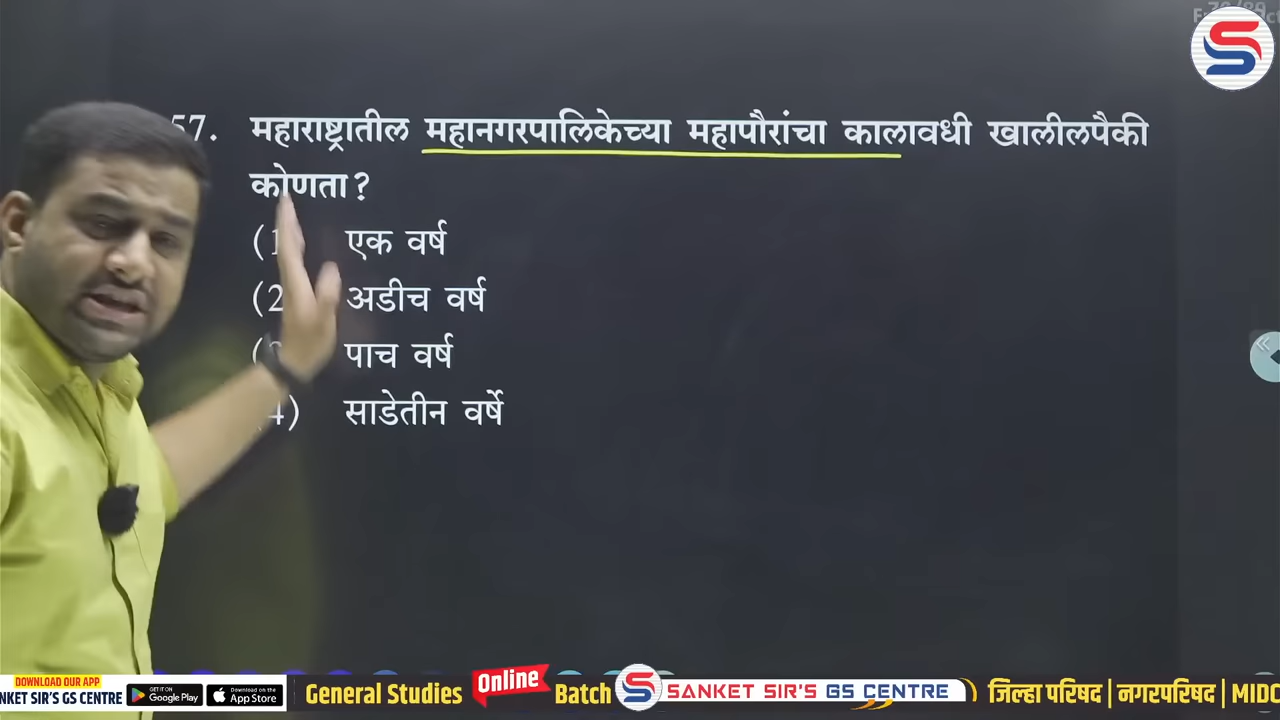 57. महाराष्ट्रातील महानगरपालिकेच्या महापौरांचा कालावधी खालीलपैकी
कोणता?
एक वर्ष
(2 अडीच वर्ष
पाच वर्ष
4) साडेतीन वर्षे
DOWNLOAD OUR APP
NKET SIR'S GS CENTRE
GET IT ON
Google Play
Download on the
App Store
General Studies Online Batch
SANKET SIR'S GS CENTRE
जिल्हा परिषद | नगरपरिषद | MIDC